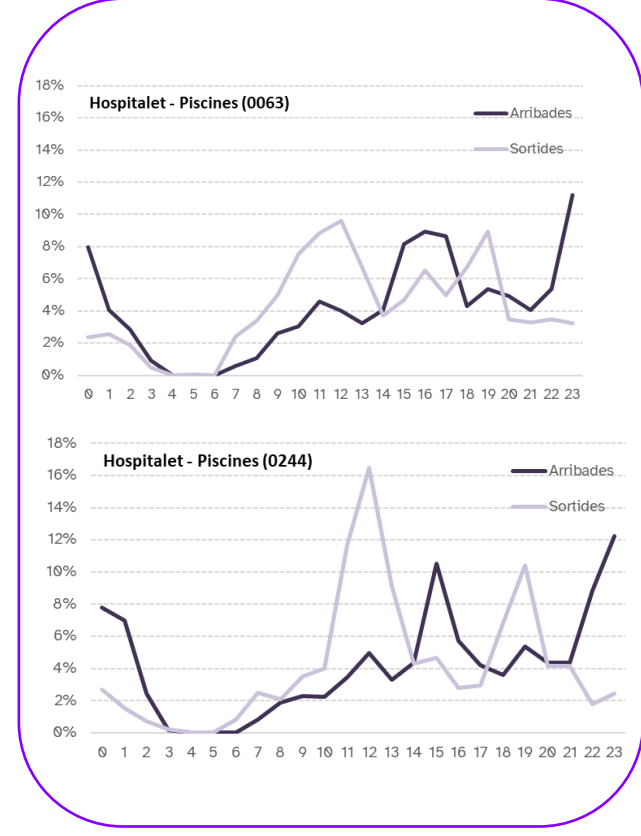 18%
Hospitalet - Piscines (0063)
16%
Arribades
14%
Sortides
12%
10%
8%
6%
4%
2%
0%
0 1 2 3 4 5 6 7 8 9 10 11 12 13 14 15 16 17 18 19 20 21 22 23
18%
Hospitalet - Piscines (0244)
16%
Arribades
14%
Sortides
12%
10%
8%
6%
4%
2%
0%
0 1 2 3 4 5 6 7 8 9 10 11 12 13 14 15 16 17 18 19 20 21 22 23